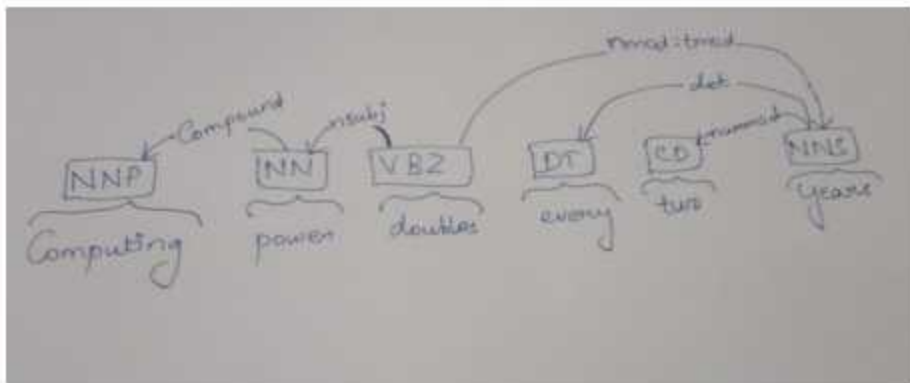 nmod:tmod
det
Compound nsubj nummod
NNP NN VBZ DT CD NNS
Computing power doubles every two years